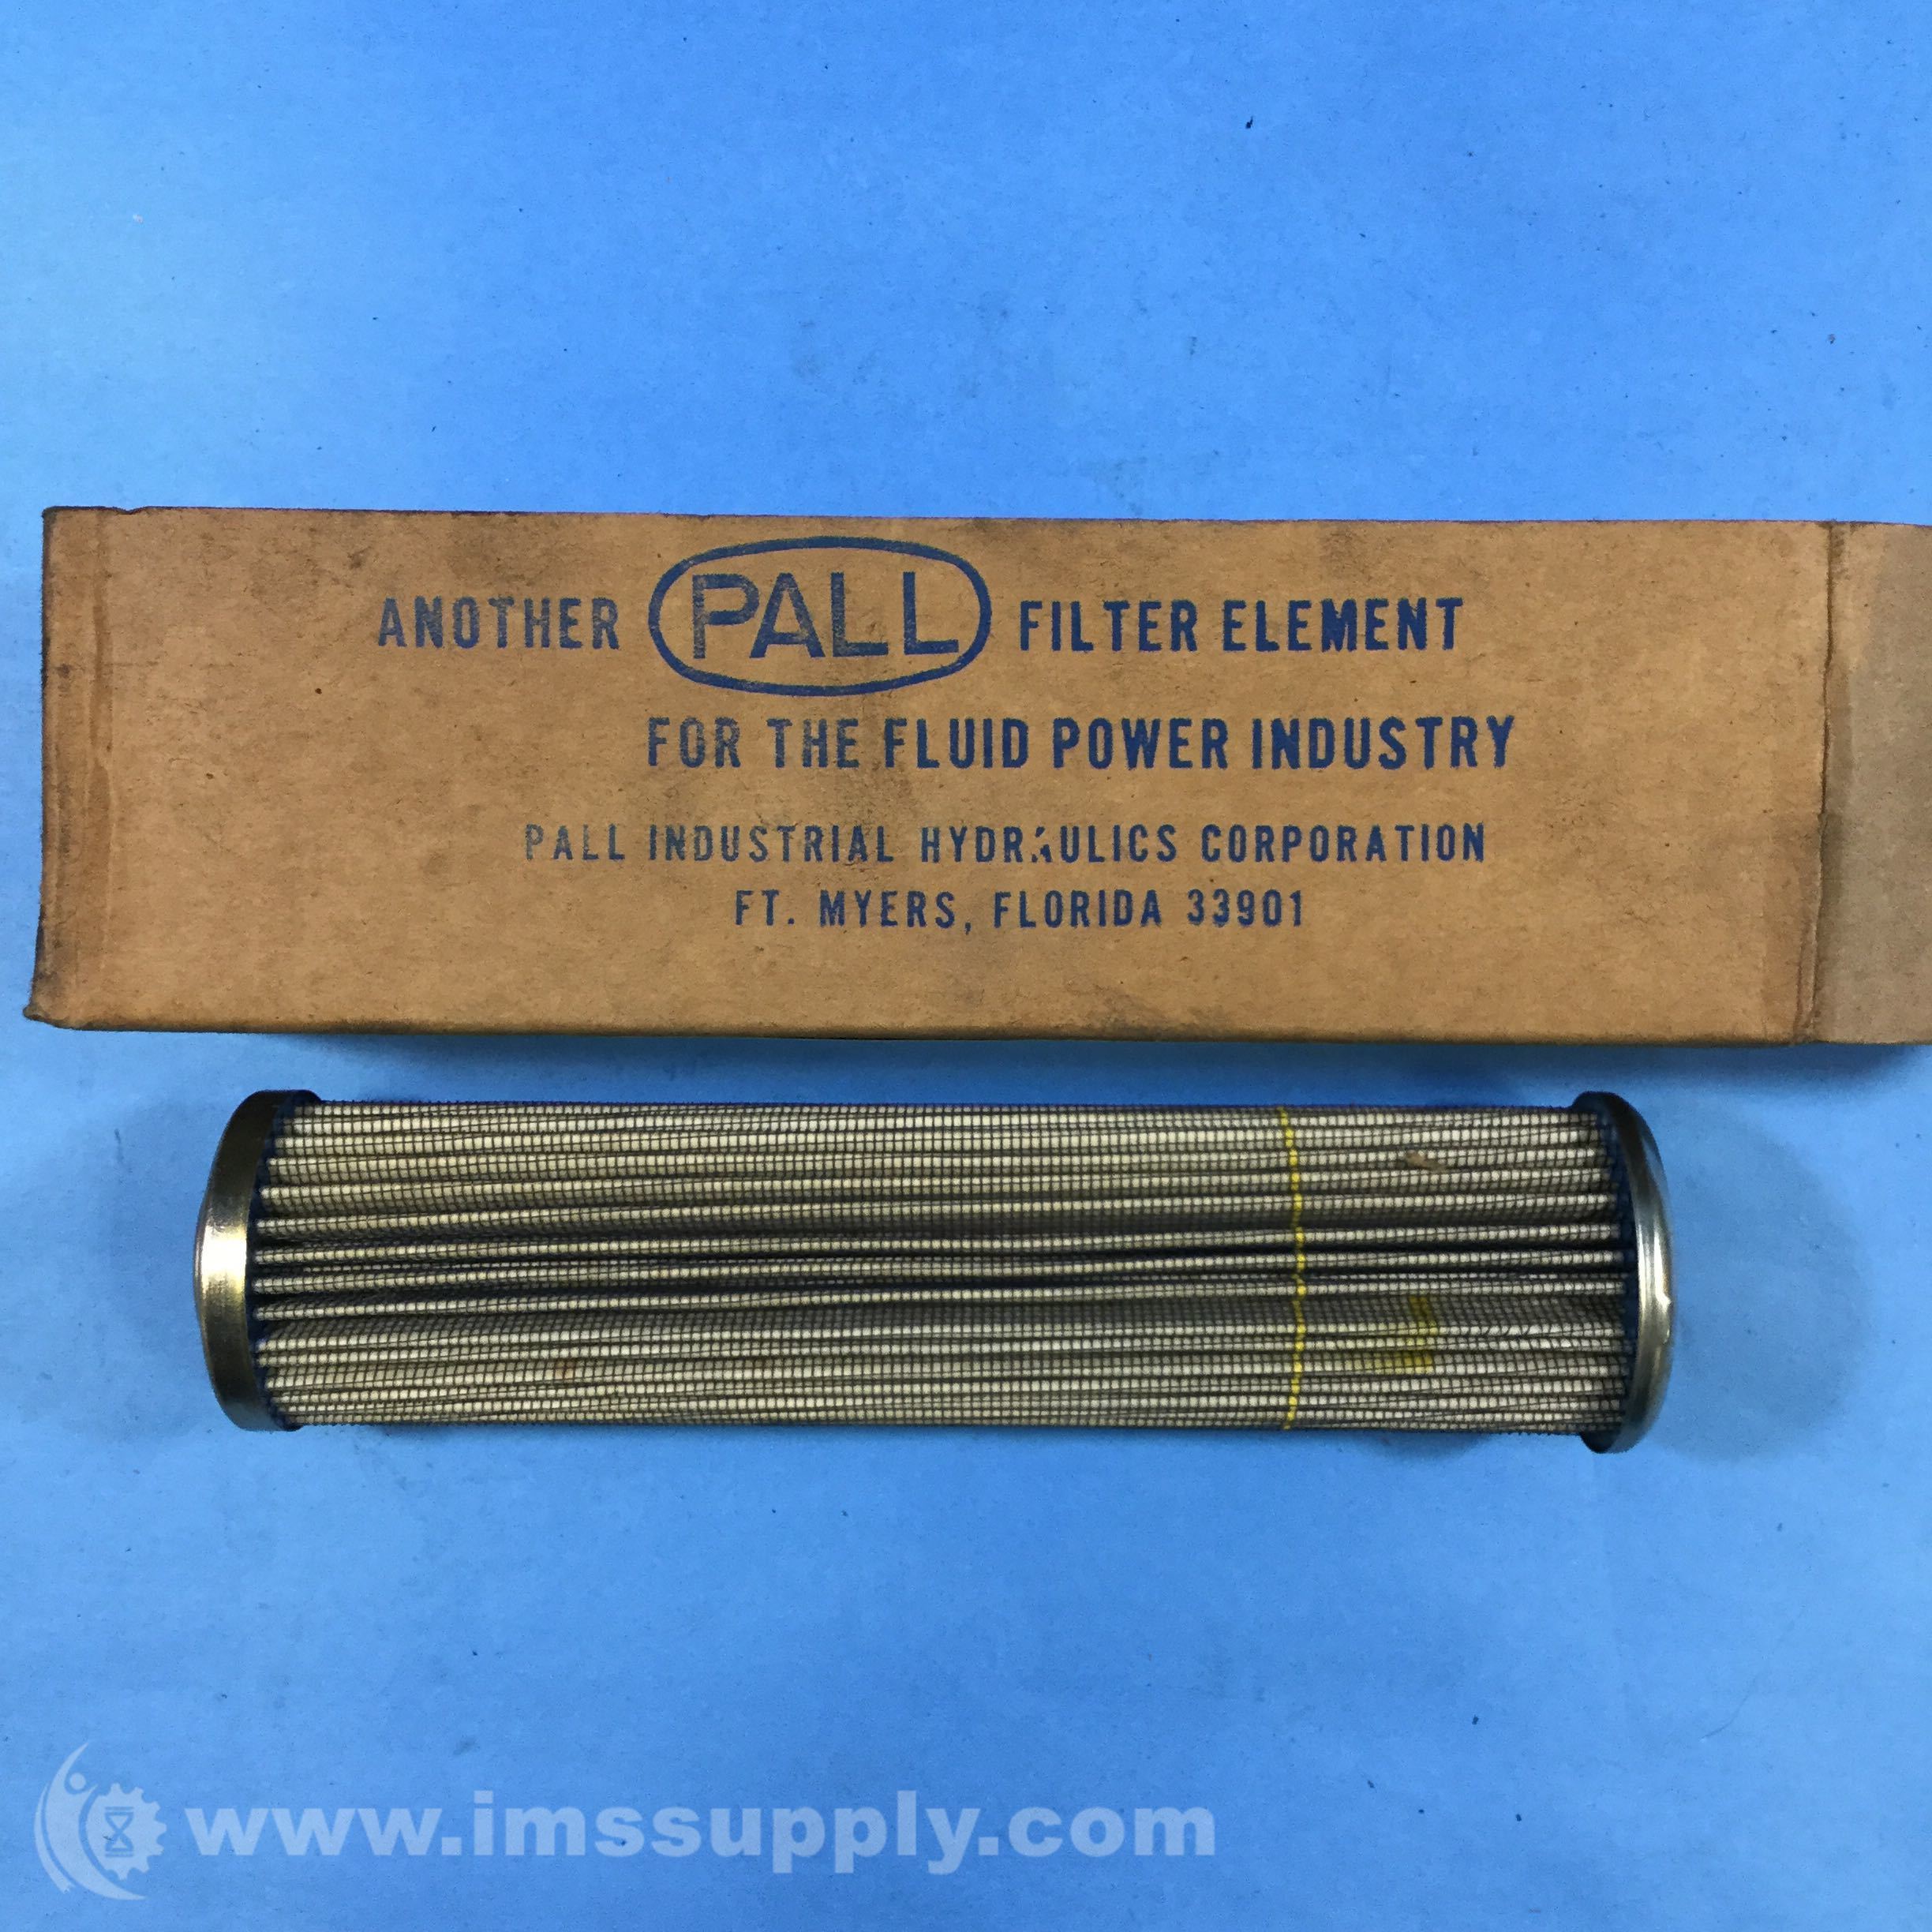 ANOTHER PALL FILTER ELEMENT
FOR THE FLUID POWER INDUSTRY
PALL INDUSTRIAL HYDRAULICS CORPORATION
FT. MYERS, FLORIDA 33901
www.imssupply.com